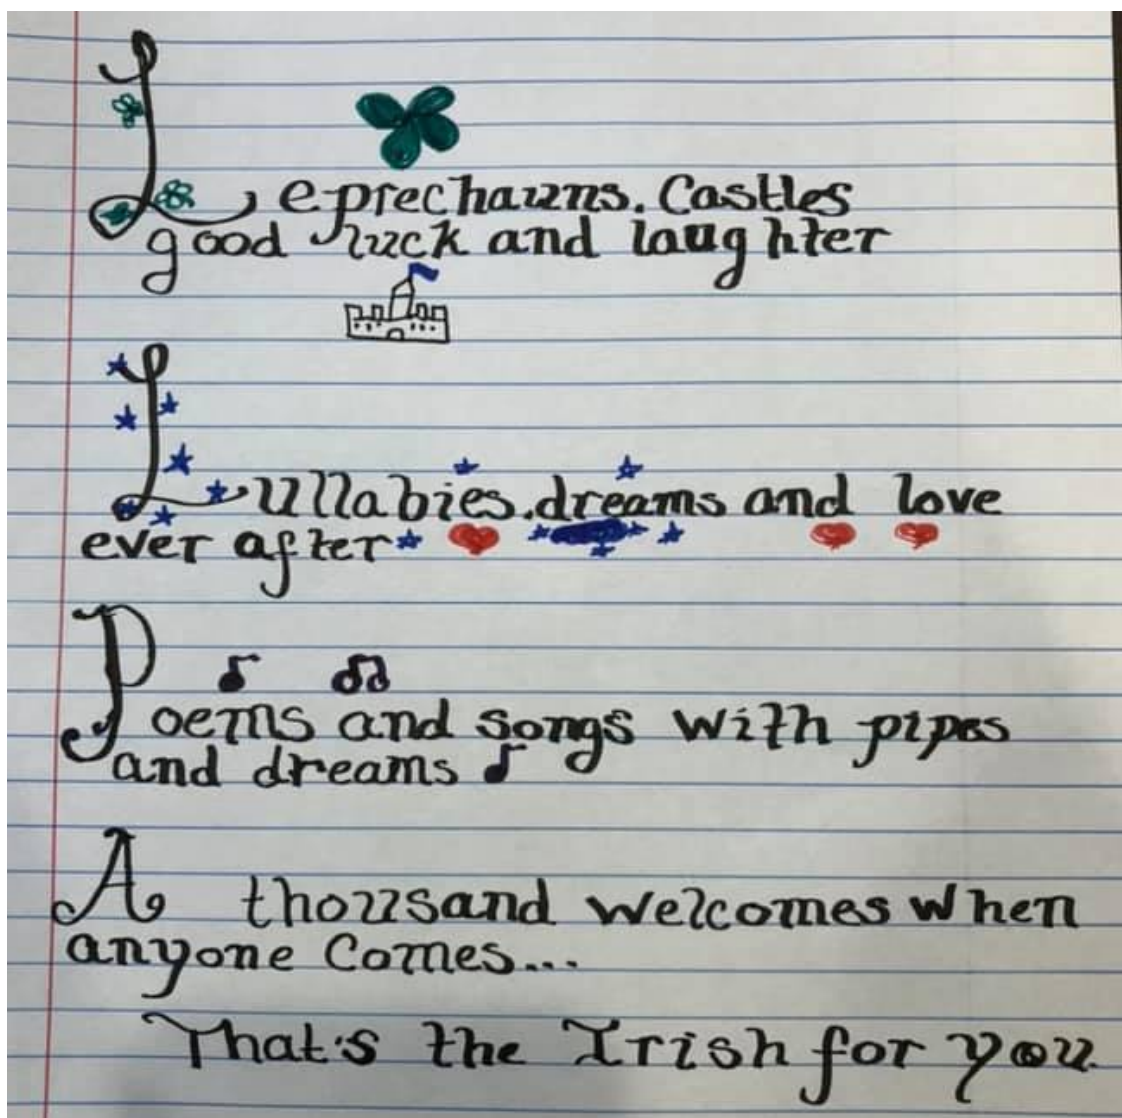 Leprechauns. Castles
good luck and laughter
Lullabies. dreams and love
ever after
Poems and songs with pipes
and dreams
A thousand welcomes when
anyone Comes...
That's the Irish for you.